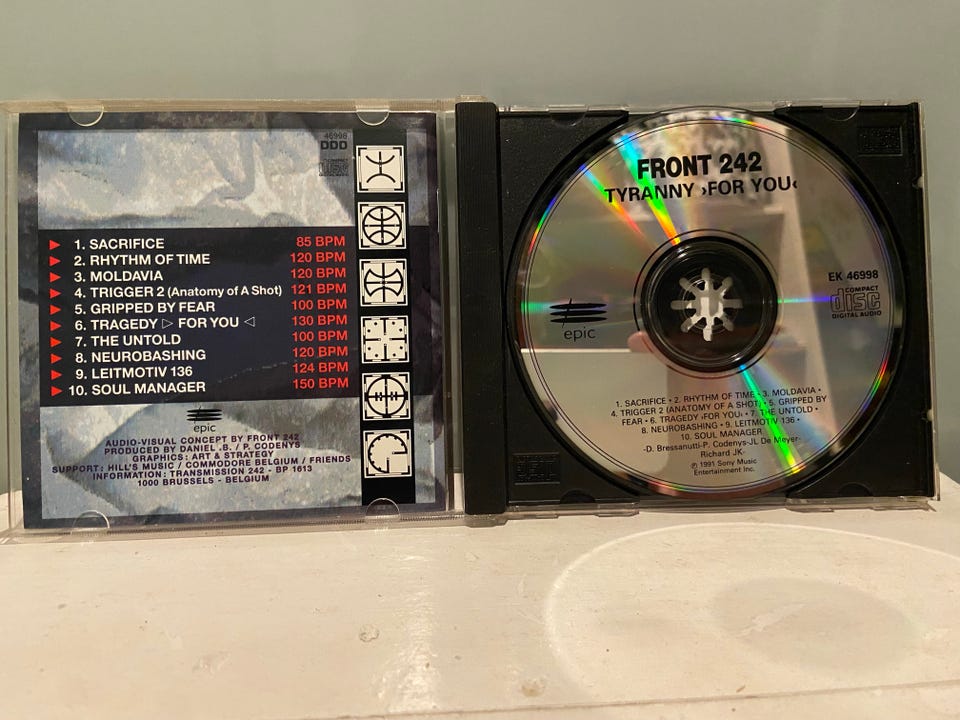 46998
DDD
COMPACT
disc
DIGITAL AUDIO
▶ 1. SACRIFICE 85 BPM
▶ 2. RHYTHM OF TIME 120 BPM
▶ 3. MOLDAVIA 120 BPM
▶ 4. TRIGGER 2 (Anatomy of A Shot) 121 BPM
▶ 5. GRIPPED BY FEAR 100 BPM
▶ 6. TRAGEDY ▷ FOR YOU ◁ 130 BPM
▶ 7. THE UNTOLD 100 BPM
▶ 8. NEUROBASHING 120 BPM
▶ 9. LEITMOTIV 136 124 BPM
▶ 10. SOUL MANAGER 150 BPM
epic
AUDIO-VISUAL CONCEPT BY FRONT 242
PRODUCED BY DANIEL .B. / P. CODENYS
GRAPHICS : ART & STRATEGY
SUPPORT : HILL'S MUSIC / COMMODORE BELGIUM / FRIENDS
INFORMATION : TRANSMISSION 242 - BP 1613
1000 BRUSSELS - BELGIUM
FRONT 242
TYRANNY ›FOR YOU‹
EK 46998
COMPACT
disc
DIGITAL AUDIO
epic
1. SACRIFICE • 2. RHYTHM OF TIME • 3. MOLDAVIA •
4. TRIGGER 2 (ANATOMY OF A SHOT) • 5. GRIPPED BY
FEAR • 6. TRAGEDY ›FOR YOU‹ • 7. THE UNTOLD •
8. NEUROBASHING • 9. LEITMOTIV 136 •
10. SOUL MANAGER
-D. Bressanutti-P. Codenys-JL De Meyer-
Richard JK-
℗ 1991 Sony Music
Entertainment Inc.